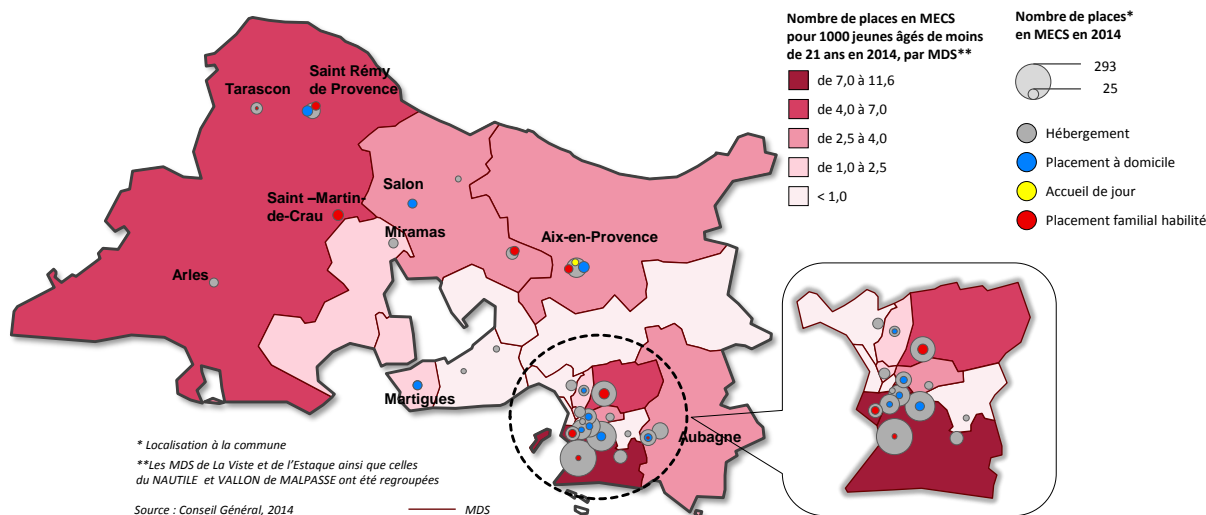 Nombre de places en MECS
pour 1000 jeunes âgés de moins
de 21 ans en 2014, par MDS**
de 7,0 à 11,6
de 4,0 à 7,0
de 2,5 à 4,0
de 1,0 à 2,5
< 1,0
Nombre de places*
en MECS en 2014
293
25
Hébergement
Placement à domicile
Accueil de jour
Placement familial habilité
Saint Rémy
de Provence
Tarascon
Salon
Saint –Martin-
de-Crau
Miramas
Aix-en-Provence
Arles
Martigues
Aubagne
* Localisation à la commune
**Les MDS de La Viste et de l'Estaque ainsi que celles
du NAUTILE et VALLON de MALPASSE ont été regroupées
Source : Conseil Général, 2014
MDS